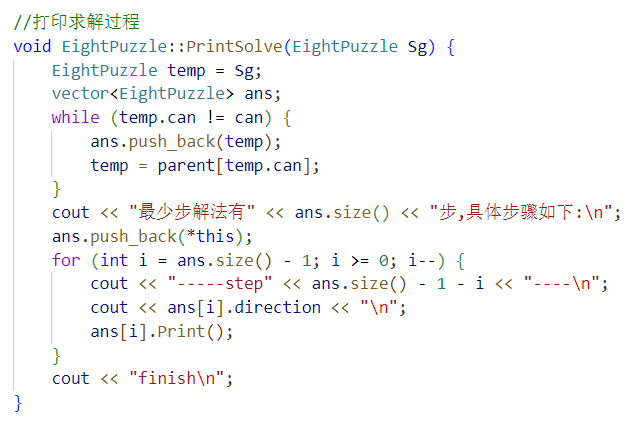 //打印求解过程
void EightPuzzle::PrintSolve(EightPuzzle Sg) {
    EightPuzzle temp = Sg;
    vector<EightPuzzle> ans;
    while (temp.can != can) {
        ans.push_back(temp);
        temp = parent[temp.can];
    }
    cout << "最少步解法有" << ans.size() << "步,具体步骤如下:\n";
    ans.push_back(*this);
    for (int i = ans.size() - 1; i >= 0; i--) {
        cout << "-----step" << ans.size() - 1 - i << "----\n";
        cout << ans[i].direction << "\n";
        ans[i].Print();
    }
    cout << "finish\n";
}